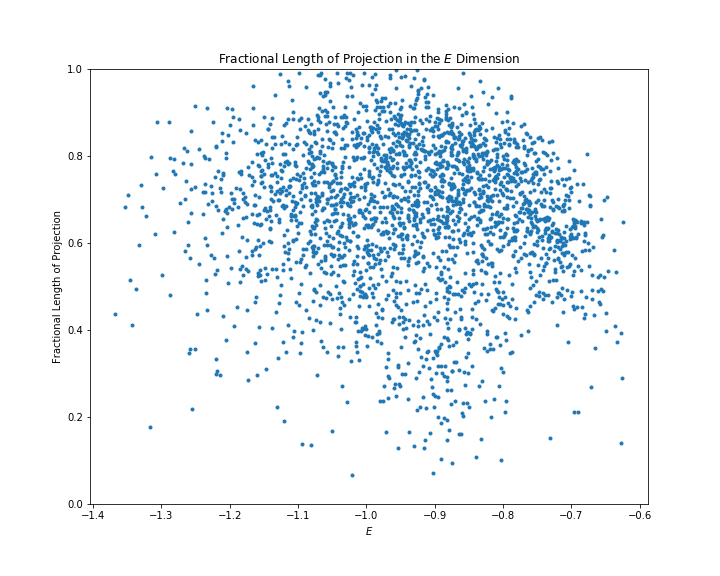 Fractional Length of Projection in the E Dimension
Fractional Length of Projection
1.0
0.8
0.6
0.4
0.2
0.0
−1.4 −1.3 −1.2 −1.1 −1.0 −0.9 −0.8 −0.7 −0.6
E